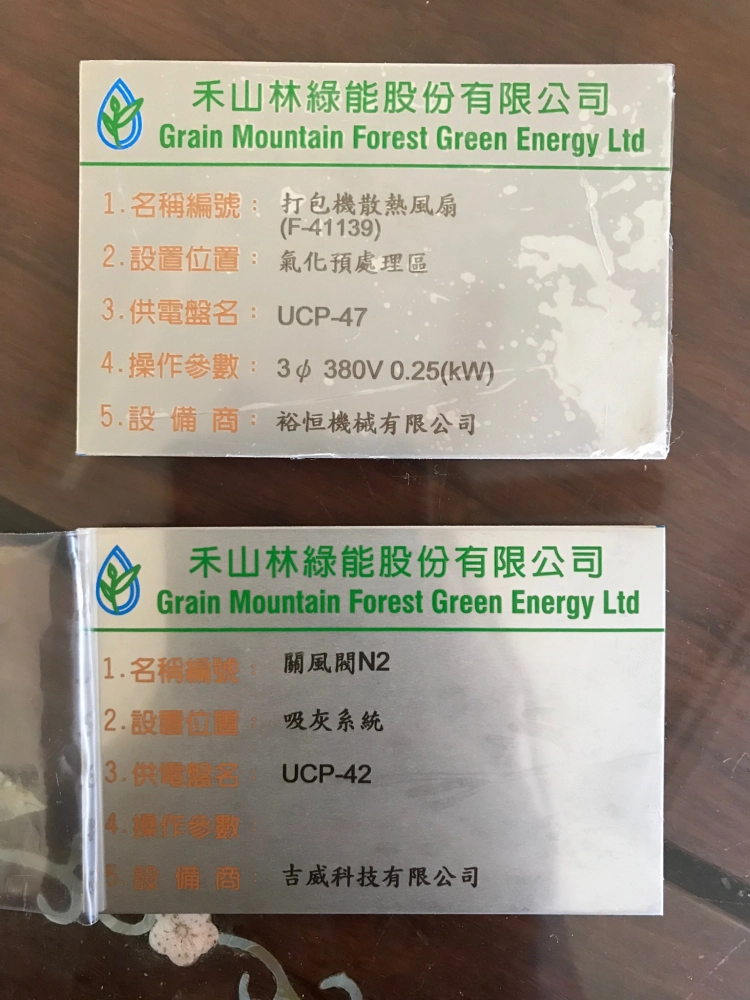 禾山林綠能股份有限公司
Grain Mountain Forest Green Energy Ltd
1.名稱編號：打包機散熱風扇
(F-41139)
2.設置位置：氣化預處理區
3.供電盤名：UCP-47
4.操作參數：3ϕ 380V 0.25(kW)
5.設備商：裕恒機械有限公司
禾山林綠能股份有限公司
Grain Mountain Forest Green Energy Ltd
1.名稱編號：關風閥N2
2.設置位置：吸灰系統
3.供電盤名：UCP-42
4.操作參數：
5.設備商：吉威科技有限公司